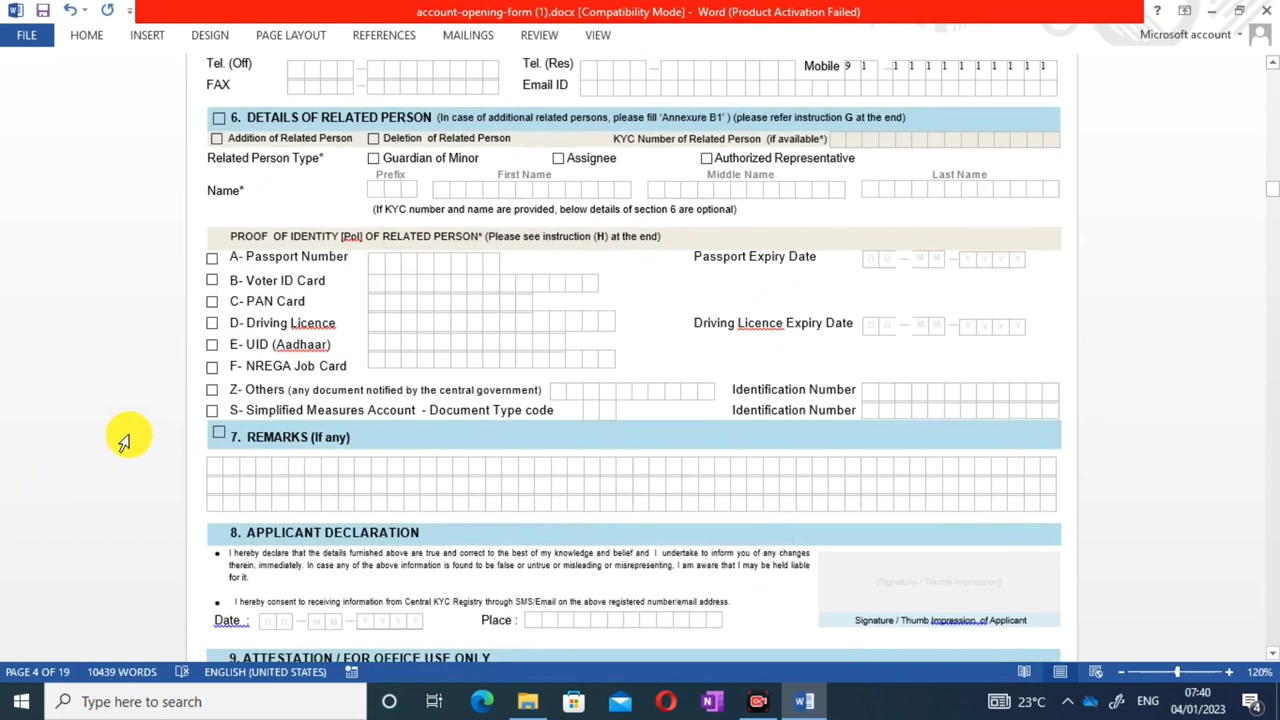 account-opening-form (1).docx [Compatibility Mode] - Word (Product Activation Failed)
FILE HOME INSERT DESIGN PAGE LAYOUT REFERENCES MAILINGS REVIEW VIEW Microsoft account
Tel. (Off) Tel. (Res) Mobile 9 1 1 1 1 1 1 1 1 1 1 1
FAX Email ID
6. DETAILS OF RELATED PERSON (In case of additional related persons, please fill 'Annexure B1' ) (please refer instruction G at the end)
Addition of Related Person Deletion of Related Person KYC Number of Related Person (if available*)
Related Person Type* Guardian of Minor Assignee Authorized Representative
Prefix First Name Middle Name Last Name
Name*
(If KYC number and name are provided, below details of section 6 are optional)
PROOF OF IDENTITY [PoI] OF RELATED PERSON* (Please see instruction (H) at the end)
A- Passport Number Passport Expiry Date D D — M M — Y Y Y Y
B- Voter ID Card
C- PAN Card
D- Driving Licence Driving Licence Expiry Date D D — M M — Y Y Y Y
E- UID (Aadhaar)
F- NREGA Job Card
Z- Others (any document notified by the central government) Identification Number
S- Simplified Measures Account - Document Type code Identification Number
7. REMARKS (If any)
8. APPLICANT DECLARATION
• I hereby declare that the details furnished above are true and correct to the best of my knowledge and belief and I undertake to inform you of any changes
therein, immediately. In case any of the above information is found to be false or untrue or misleading or misrepresenting, I am aware that I may be held liable
for it.
[Signature / Thumb Impression]
• I hereby consent to receiving information from Central KYC Registry through SMS/Email on the above registered number/email address.
Date : D D — M M — Y Y Y Y Place : Signature / Thumb Impression of Applicant
9. ATTESTATION / FOR OFFICE USE ONLY
PAGE 4 OF 19 10439 WORDS ENGLISH (UNITED STATES) 120%
Type here to search 23°C ENG 07:40
04/01/2023 4